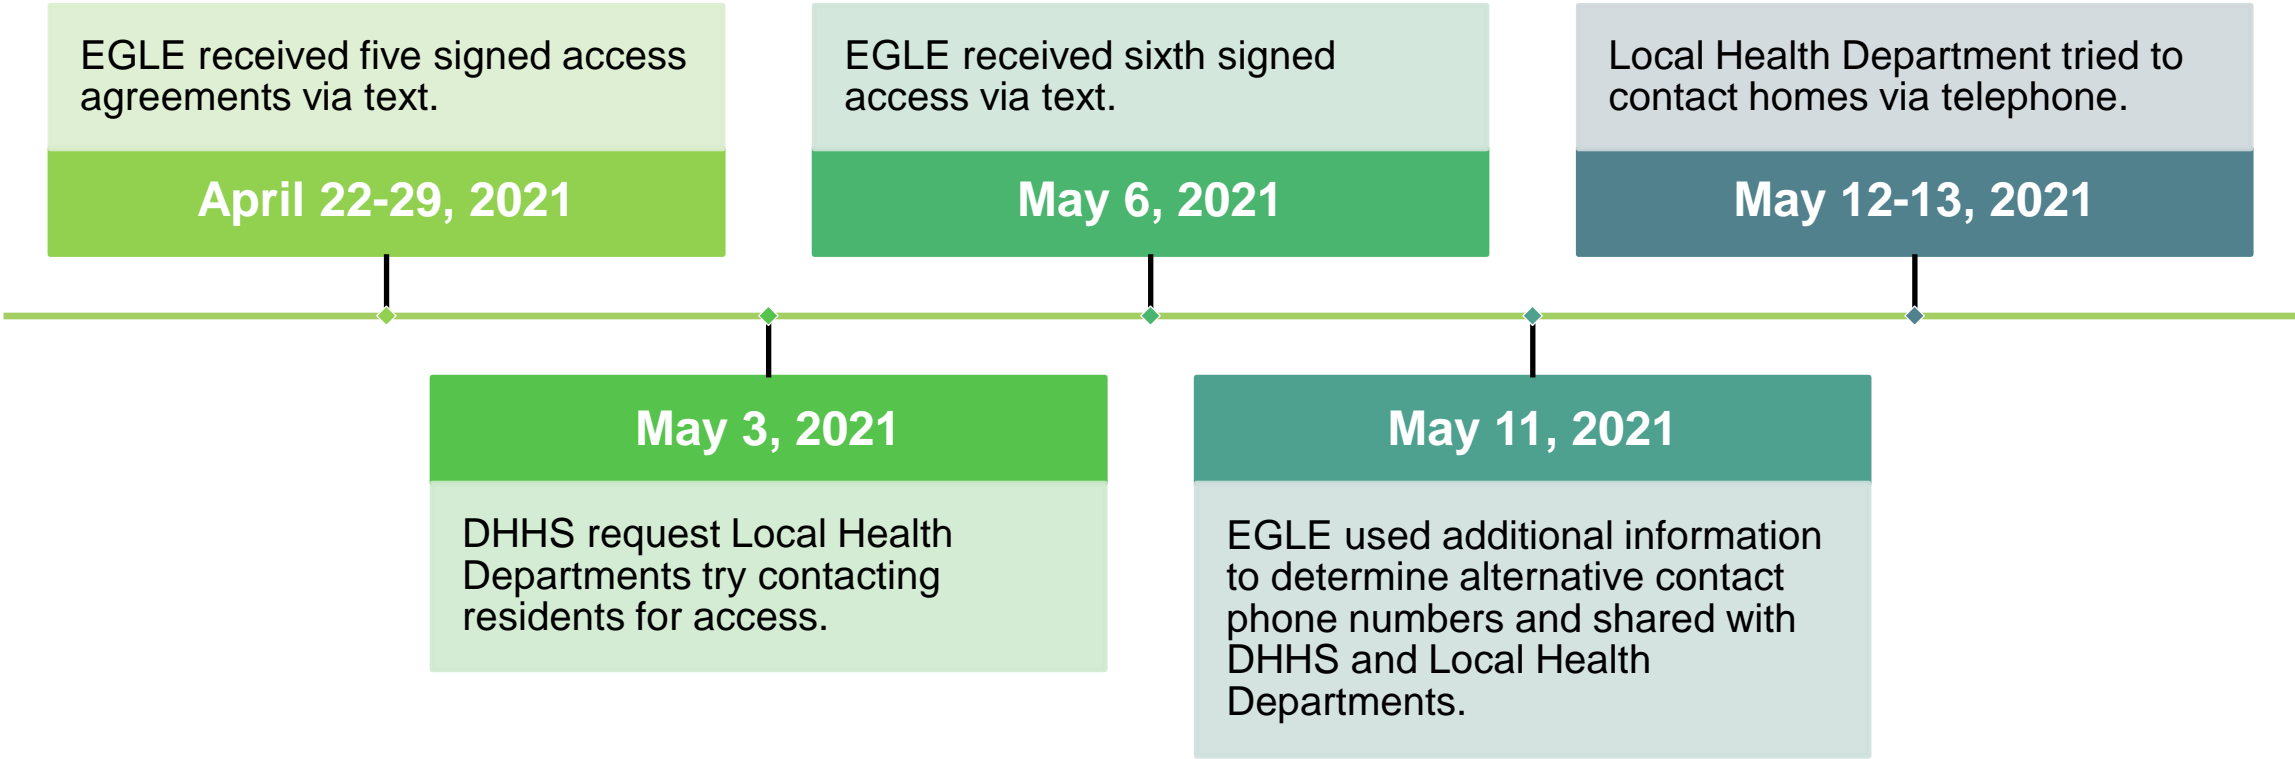 EGLE received five signed access
agreements via text.
April 22-29, 2021
May 3, 2021
DHHS request Local Health
Departments try contacting
residents for access.
EGLE received sixth signed
access via text.
May 6, 2021
May 11, 2021
EGLE used additional information
to determine alternative contact
phone numbers and shared with
DHHS and Local Health
Departments.
Local Health Department tried to
contact homes via telephone.
May 12-13, 2021